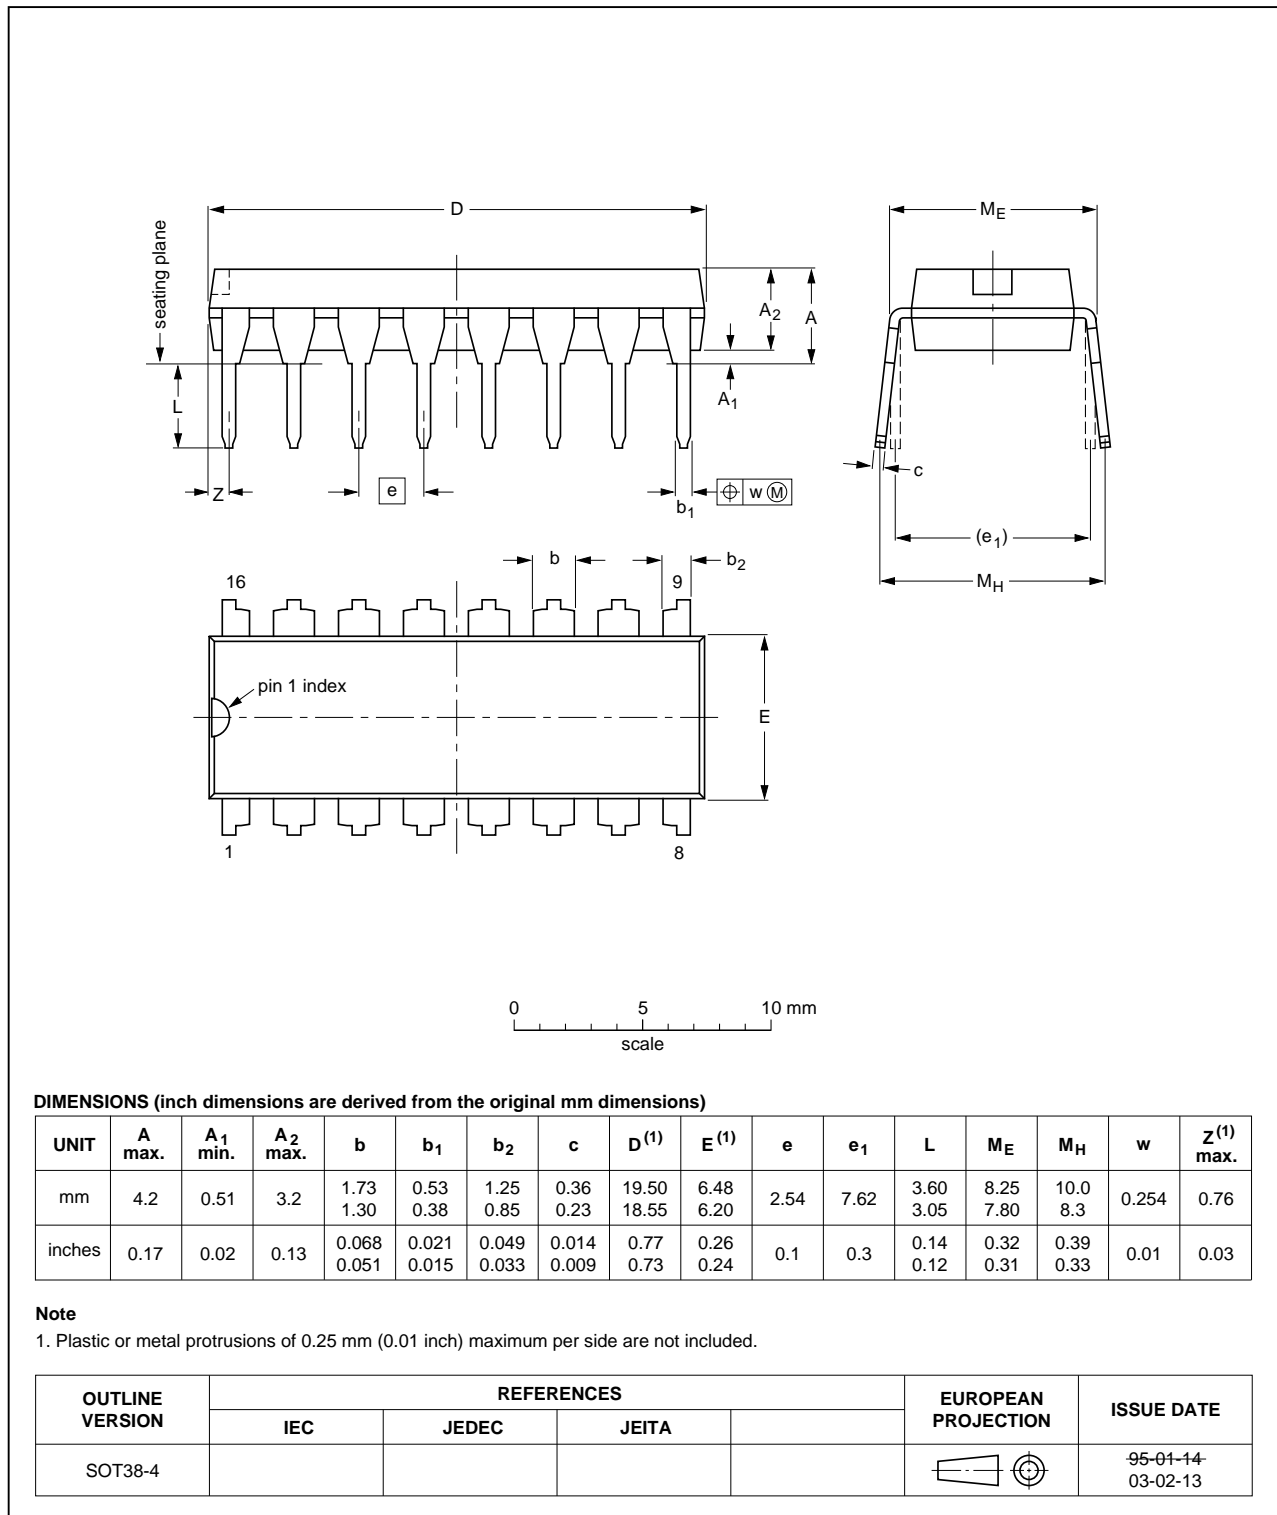 D
ME
seating plane
A2
A
L
A1
Z
e
b1
w M
c
(e1)
MH
b
b2
16
9
pin 1 index
E
1
8
0 5 10 mm
scale
DIMENSIONS (inch dimensions are derived from the original mm dimensions)
UNIT A max. A1 min. A2 max. b b1 b2 c D(1) E(1) e e1 L ME MH w Z(1) max.
mm 4.2 0.51 3.2 1.73 1.30 0.53 0.38 1.25 0.85 0.36 0.23 19.50 18.55 6.48 6.20 2.54 7.62 3.60 3.05 8.25 7.80 10.0 8.3 0.254 0.76
inches 0.17 0.02 0.13 0.068 0.051 0.021 0.015 0.049 0.033 0.014 0.009 0.77 0.73 0.26 0.24 0.1 0.3 0.14 0.12 0.32 0.31 0.39 0.33 0.01 0.03
Note
1. Plastic or metal protrusions of 0.25 mm (0.01 inch) maximum per side are not included.
OUTLINE VERSION REFERENCES EUROPEAN PROJECTION ISSUE DATE
IEC JEDEC JEITA
SOT38-4 95-01-14
03-02-13